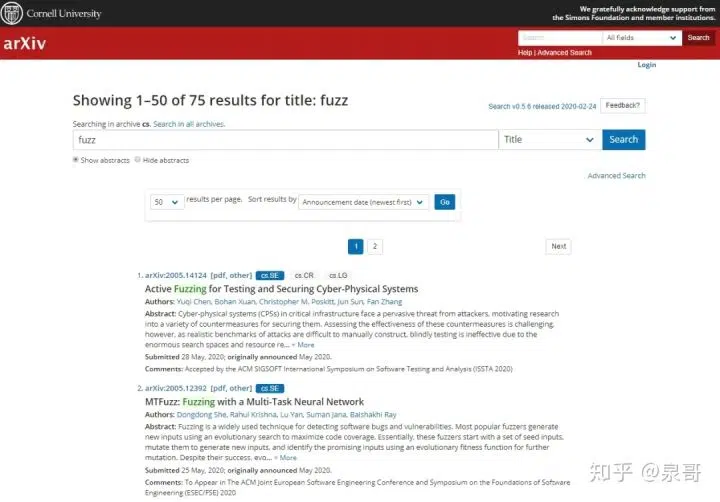 Cornell University
We gratefully acknowledge support from
the Simons Foundation and member institutions.
arXiv
Search...
All fields
Search
Help | Advanced Search
Login
Showing 1–50 of 75 results for title: fuzz
Search v0.5.6 released 2020-02-24
Feedback?
Searching in archive cs. Search in all archives.
fuzz
Title
Search
Show abstracts
Hide abstracts
Advanced Search
50
results per page.
Sort results by
Announcement date (newest first)
Go
1
2
Next
1. arXiv:2005.14124 [pdf, other] cs.SE cs.CR cs.LG
Active Fuzzing for Testing and Securing Cyber-Physical Systems
Authors: Yuqi Chen, Bohan Xuan, Christopher M. Poskitt, Jun Sun, Fan Zhang
Abstract: Cyber-physical systems (CPSs) in critical infrastructure face a pervasive threat from attackers, motivating research
into a variety of countermeasures for securing them. Assessing the effectiveness of these countermeasures is challenging,
however, as realistic benchmarks of attacks are difficult to manually construct, blindly testing is ineffective due to the
enormous search spaces and resource re... ▽ More
Submitted 28 May, 2020; originally announced May 2020.
Comments: Accepted by the ACM SIGSOFT International Symposium on Software Testing and Analysis (ISSTA 2020)
2. arXiv:2005.12392 [pdf, other] cs.SE
MTFuzz: Fuzzing with a Multi-Task Neural Network
Authors: Dongdong She, Rahul Krishna, Lu Yan, Suman Jana, Baishakhi Ray
Abstract: Fuzzing is a widely used technique for detecting software bugs and vulnerabilities. Most popular fuzzers generate
new inputs using an evolutionary search to maximize code coverage. Essentially, these fuzzers start with a set of seed inputs,
mutate them to generate new inputs, and identify the promising inputs using an evolutionary fitness function for further
mutation. Despite their success, evo... ▽ More
Submitted 25 May, 2020; originally announced May 2020.
Comments: To Appear in The ACM Joint European Software Engineering Conference and Symposium on the Foundations of Software
Engineering (ESEC/FSE) 2020
知乎 @泉哥